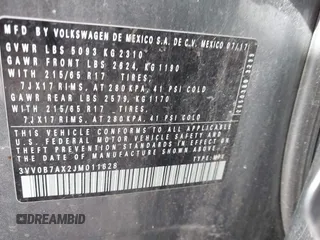 MFD BY VOLKSWAGEN DE MEXICO S.A. DE C.V. MEXICO 07/17
GVWR LBS 5093 KG 2310
GAWR FRONT LBS 2624 KG 1190
WITH 215/65 R17 TIRES.
7JX17 RIMS. AT 280 KPA. 41 PSI COLD
GAWR REAR LBS 2579 KG 1170
WITH 215/65 R17 TIRES.
7JX17 RIMS. AT 280 KPA. 41 PSI COLD
THIS VEHICLE CONFORMS TO ALL APPLICABLE
U.S. FEDERAL MOTOR VEHICLE SAFETY AND
THEFT PREVENTION STANDARDS IN EFFECT ON THE
DATE OF MANUFACTURE SHOWN ABOVE.
3VV0B7AX2JM011628 TYPE: MPV
DREAMBID